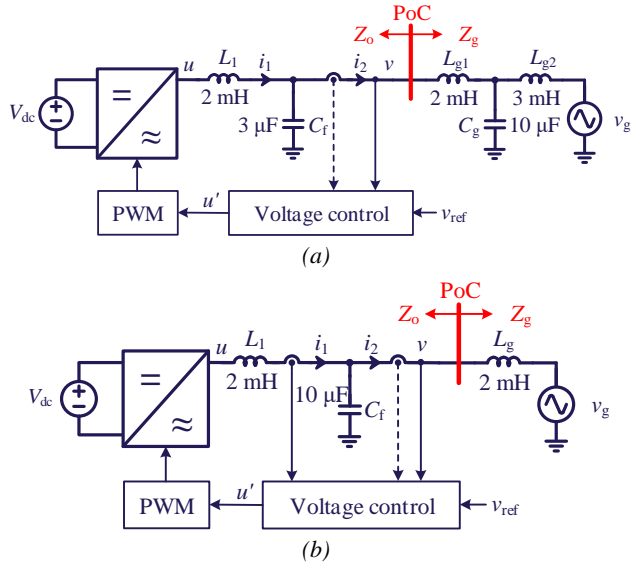 PoC
Zo Zg
u L1 i1 i2 v Lg1 Lg2
2 mH 2 mH 3 mH
Vdc = ≈ 3 μF Cf Cg 10 μF vg
PWM u' Voltage control vref
(a)
PoC
Zo Zg
u L1 i1 i2 v Lg
2 mH 2 mH
Vdc = ≈ 10 μF Cf vg
PWM u' Voltage control vref
(b)